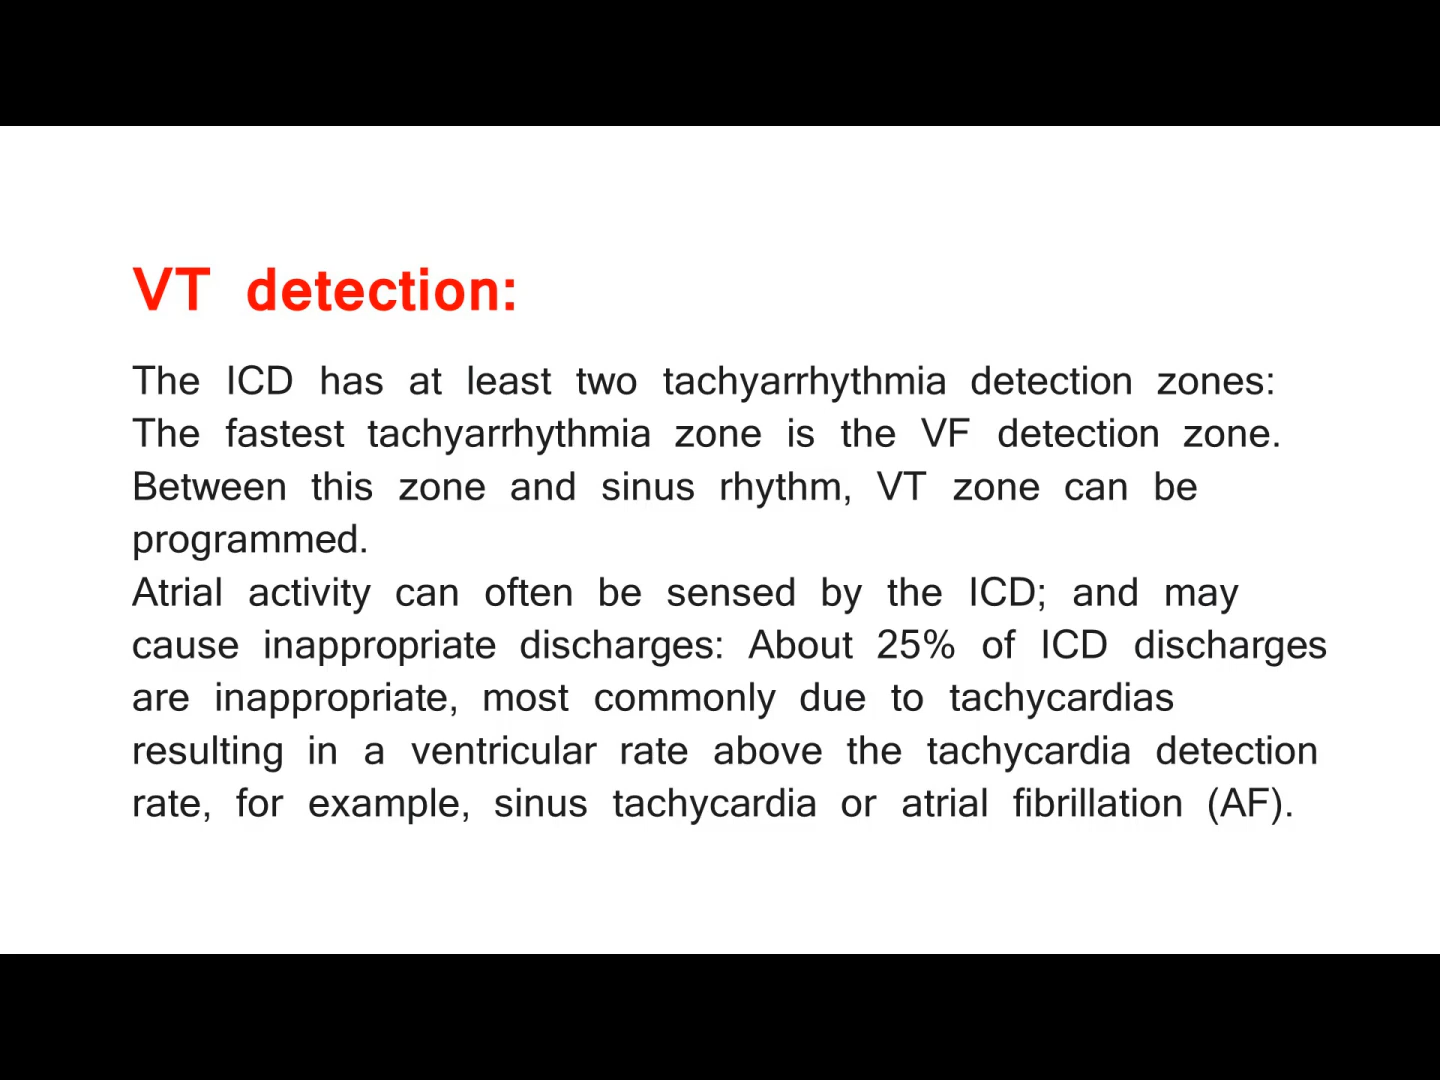 VT detection:
The ICD has at least two tachyarrhythmia detection zones:
The fastest tachyarrhythmia zone is the VF detection zone.
Between this zone and sinus rhythm, VT zone can be
programmed.
Atrial activity can often be sensed by the ICD; and may
cause inappropriate discharges: About 25% of ICD discharges
are inappropriate, most commonly due to tachycardias
resulting in a ventricular rate above the tachycardia detection
rate, for example, sinus tachycardia or atrial fibrillation (AF).